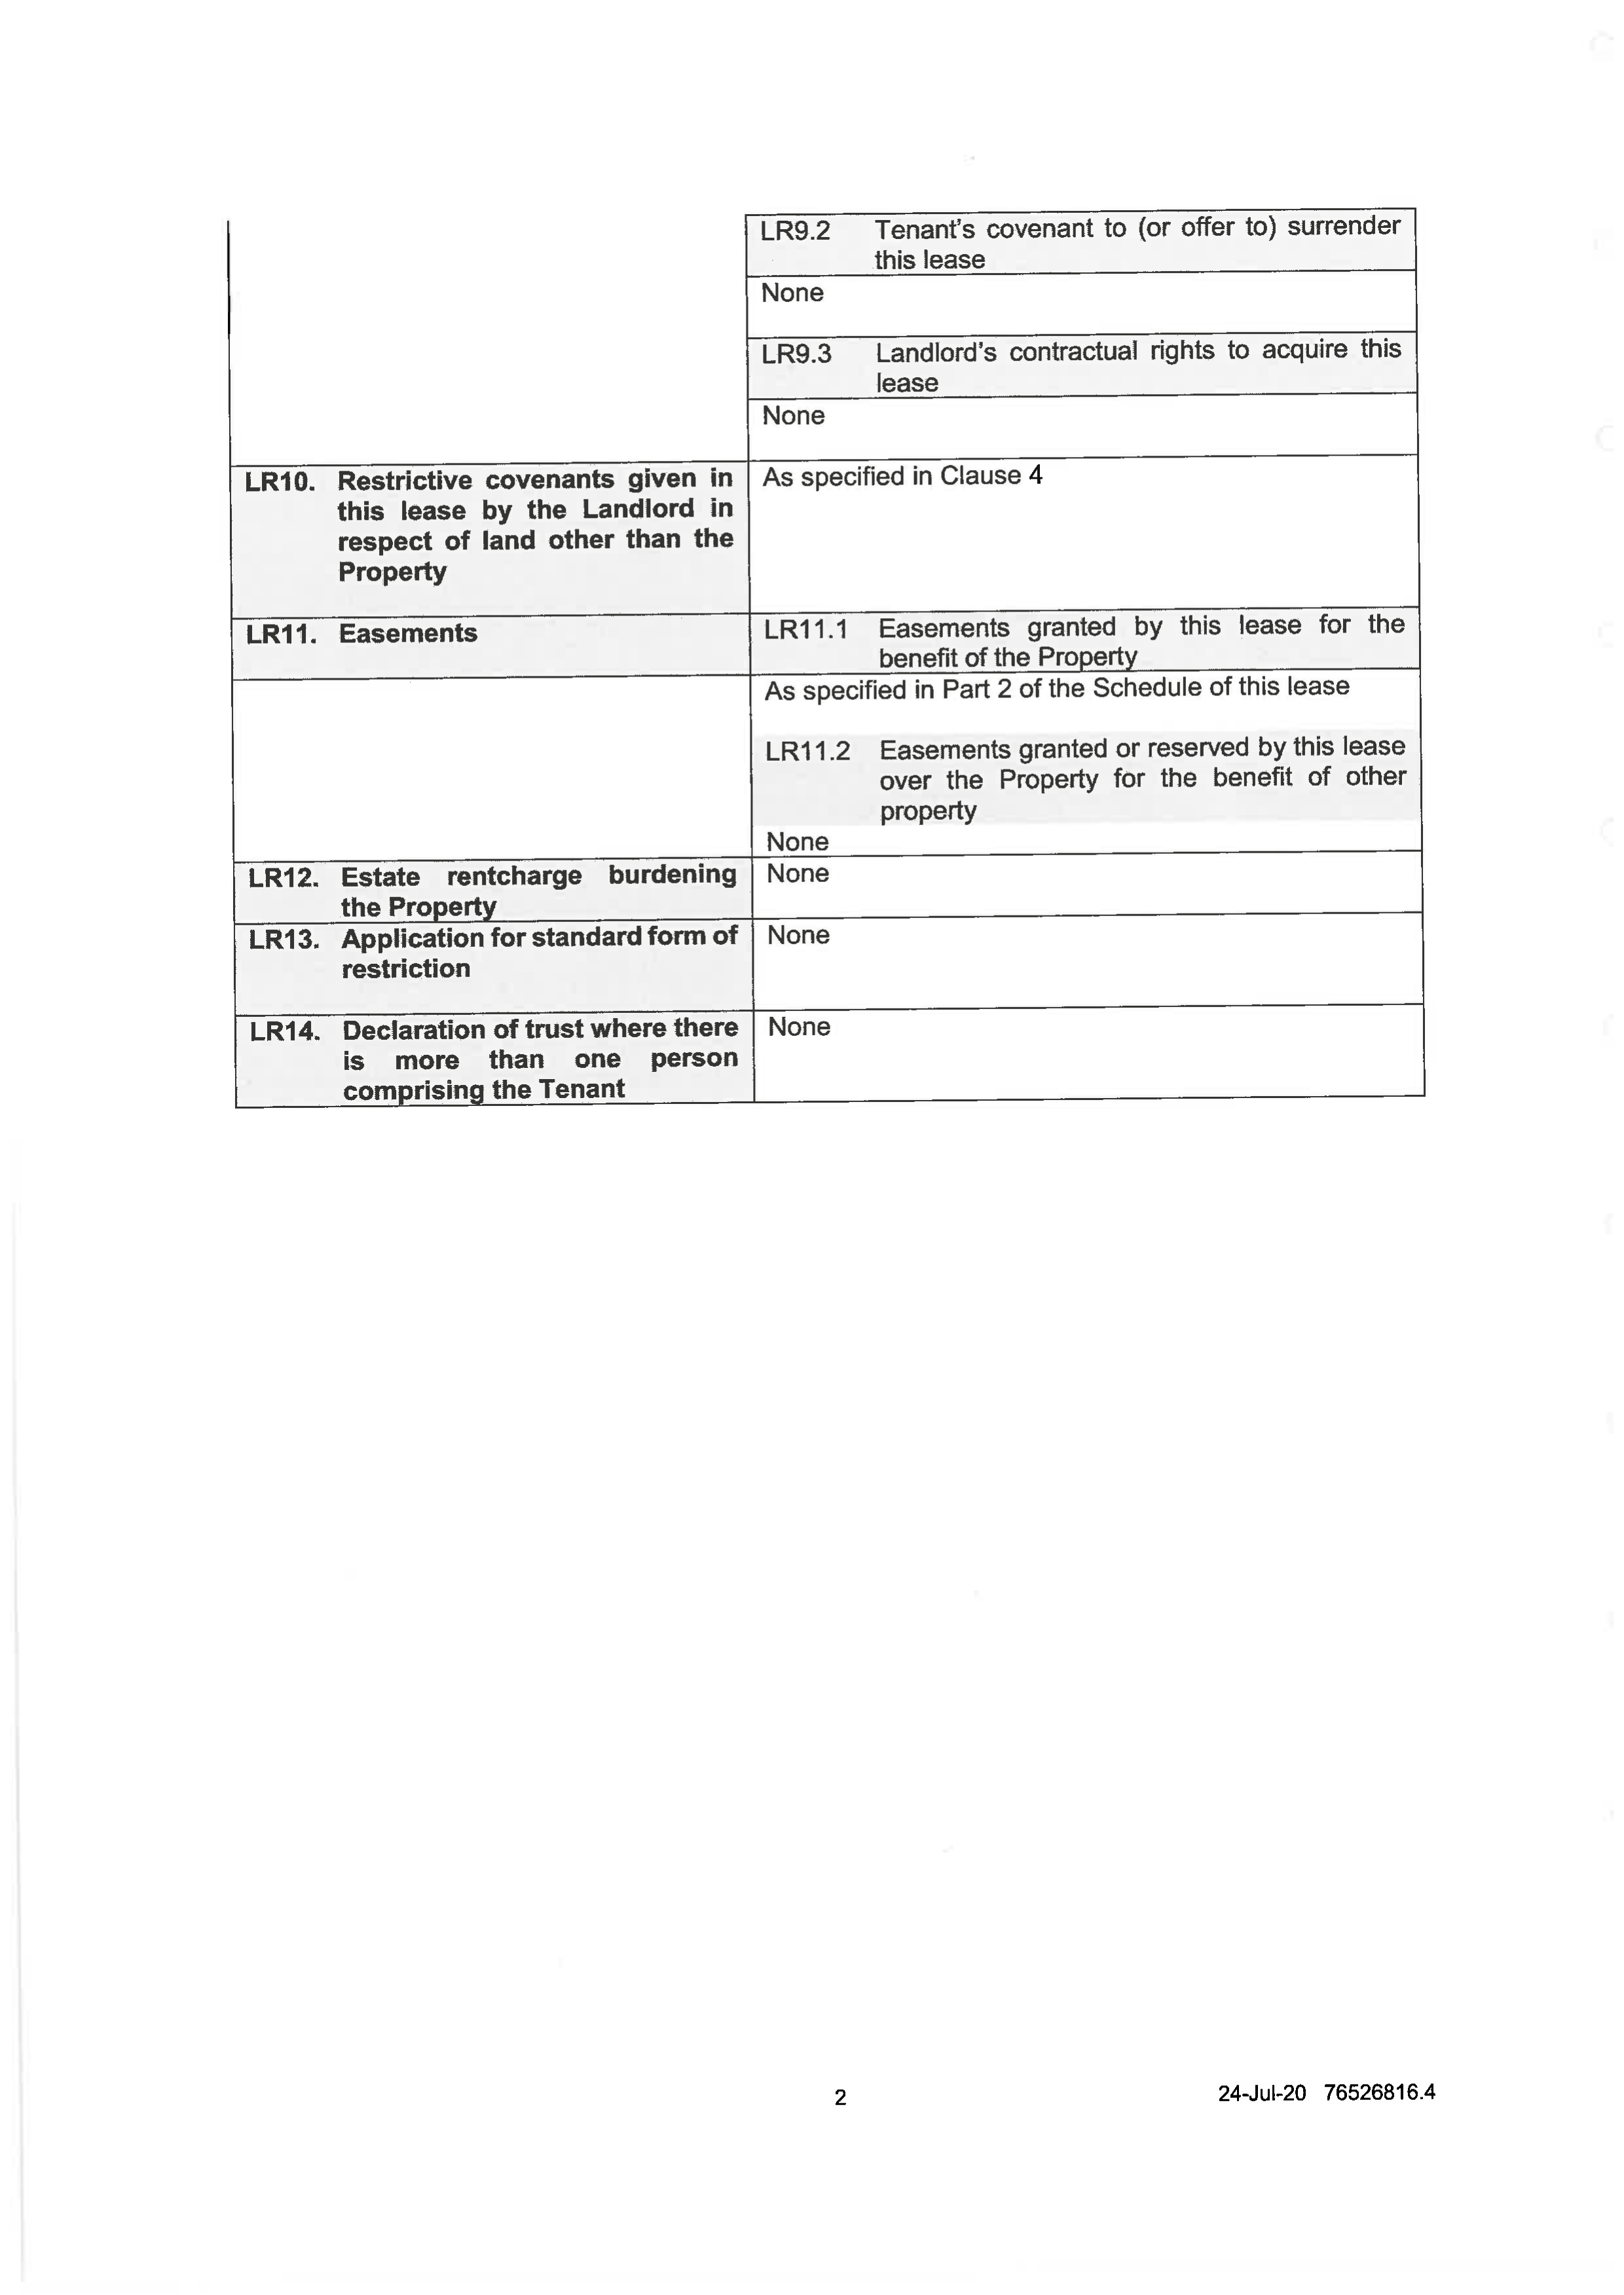 LR9.2 Tenant's covenant to (or offer to) surrender
this lease
None
LR9.3 Landlord's contractual rights to acquire this
lease
None
LR10. Restrictive covenants given in
this lease by the Landlord in
respect of land other than the
Property
As specified in Clause 4
LR11. Easements
LR11.1 Easements granted by this lease for the
benefit of the Property
As specified in Part 2 of the Schedule of this lease
LR11.2 Easements granted or reserved by this lease
over the Property for the benefit of other
property
None
LR12. Estate rentcharge burdening
the Property
None
LR13. Application for standard form of
restriction
None
LR14. Declaration of trust where there
is more than one person
comprising the Tenant
None
2
24-Jul-20 76526816.4